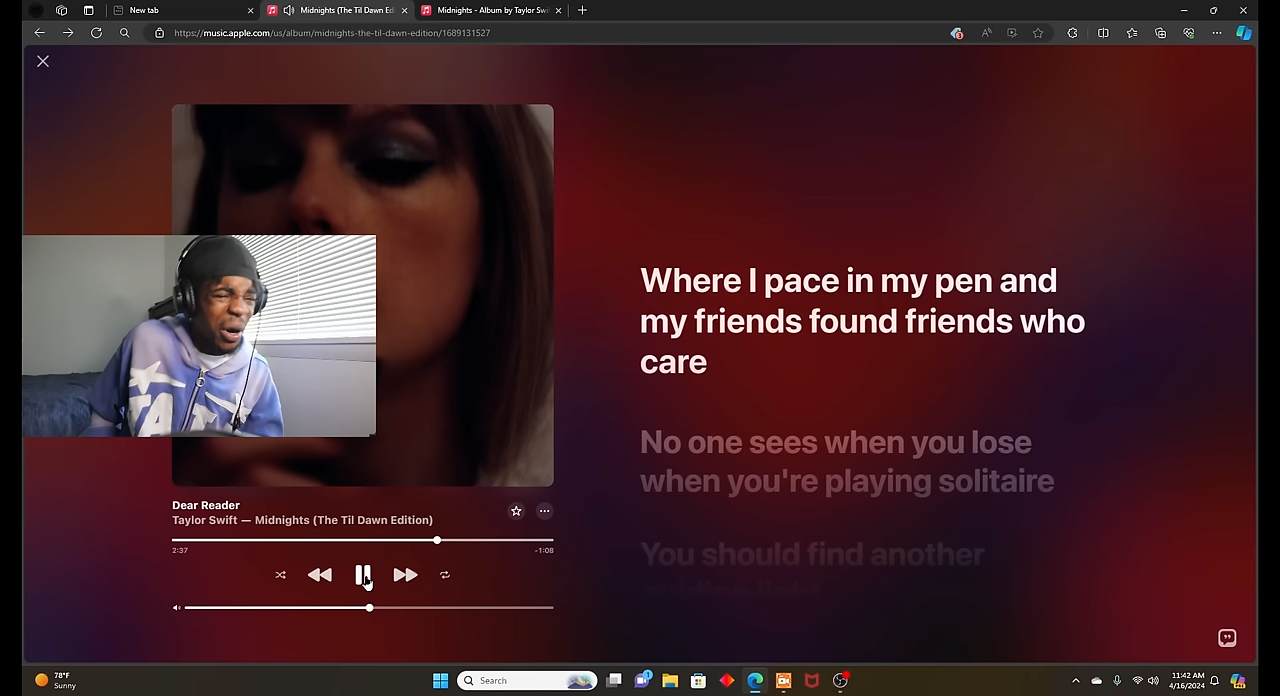 New tab
Midnights (The Til Dawn Ed
Midnights - Album by Taylor Sw
https://music.apple.com/us/album/midnights-the-til-dawn-edition/1689131527
Where I pace in my pen and
my friends found friends who
care
No one sees when you lose
when you're playing solitaire
You should find another
Dear Reader
Taylor Swift — Midnights (The Til Dawn Edition)
2:37
-1:08
78°F
Sunny
Search
11:42 AM
4/16/2024